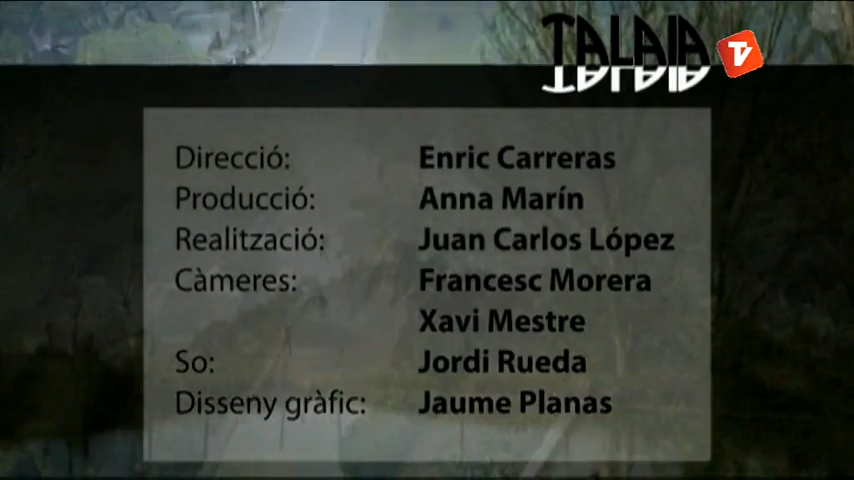 TALAIA
TV
Direcció: Enric Carreras
Producció: Anna Marín
Realització: Juan Carlos López
Càmeres: Francesc Morera
Xavi Mestre
So: Jordi Rueda
Disseny gràfic: Jaume Planas